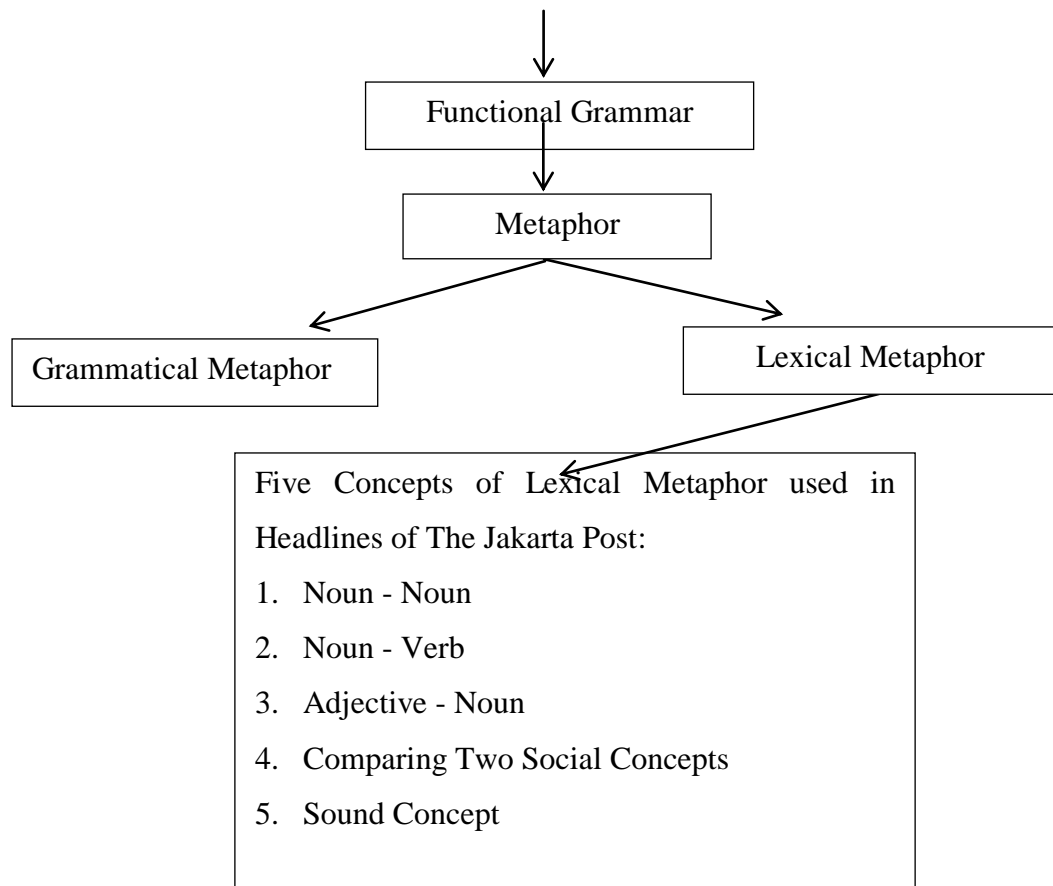 Functional Grammar
Metaphor
Grammatical Metaphor
Lexical Metaphor
Five Concepts of Lexical Metaphor used in
Headlines of The Jakarta Post:
1. Noun - Noun
2. Noun - Verb
3. Adjective - Noun
4. Comparing Two Social Concepts
5. Sound Concept